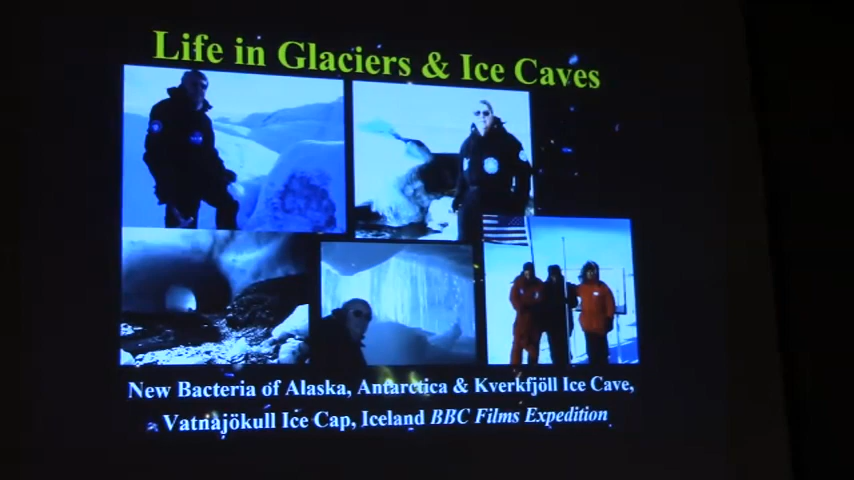 Life in Glaciers & Ice Caves
New Bacteria of Alaska, Antarctica & Kverkfjöll Ice Cave,
Vatnajökull Ice Cap, Iceland BBC Films Expedition